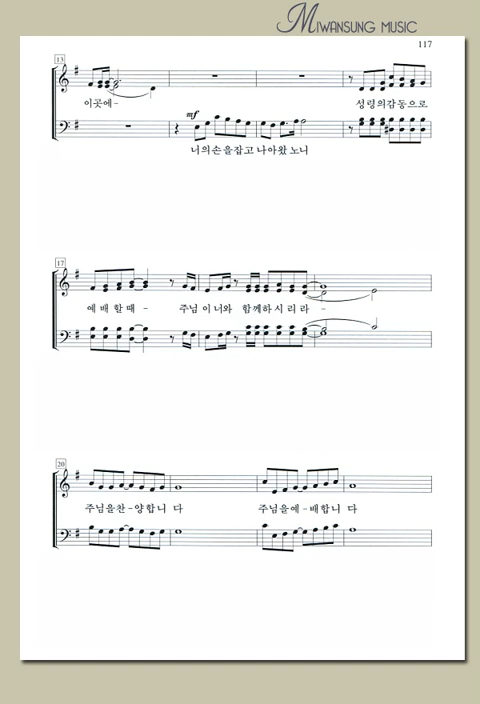 MIWANSUNG MUSIC
117
13
이곳에-
성령의감동으로
mf
너의손을잡고 나아왔 노니
17
예 배 할 때 - 주님 이 너와 함께하시 리 라 -
20
주님을찬-양합니 다 주님을예-배합니 다